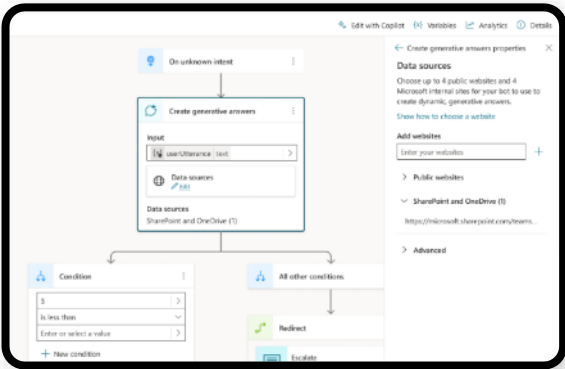 Edit with Copilot {x} Variables Analytics Details
On unknown intent
Create generative answers
Input
userUtterance text
Data sources
Edit
Data sources
SharePoint and OneDrive (1)
Condition
3
is less than
Enter or select a value
New condition
All other conditions
Redirect
Escalate
Create generative answers properties
Data sources
Choose up to 4 public websites and 4
Microsoft internal sites for your bot to use to
create dynamic, generative answers.
Show how to choose a website
Add websites
Enter your websites
Public websites
SharePoint and OneDrive (1)
https://microsoft.sharepoint.com/teams...
Advanced